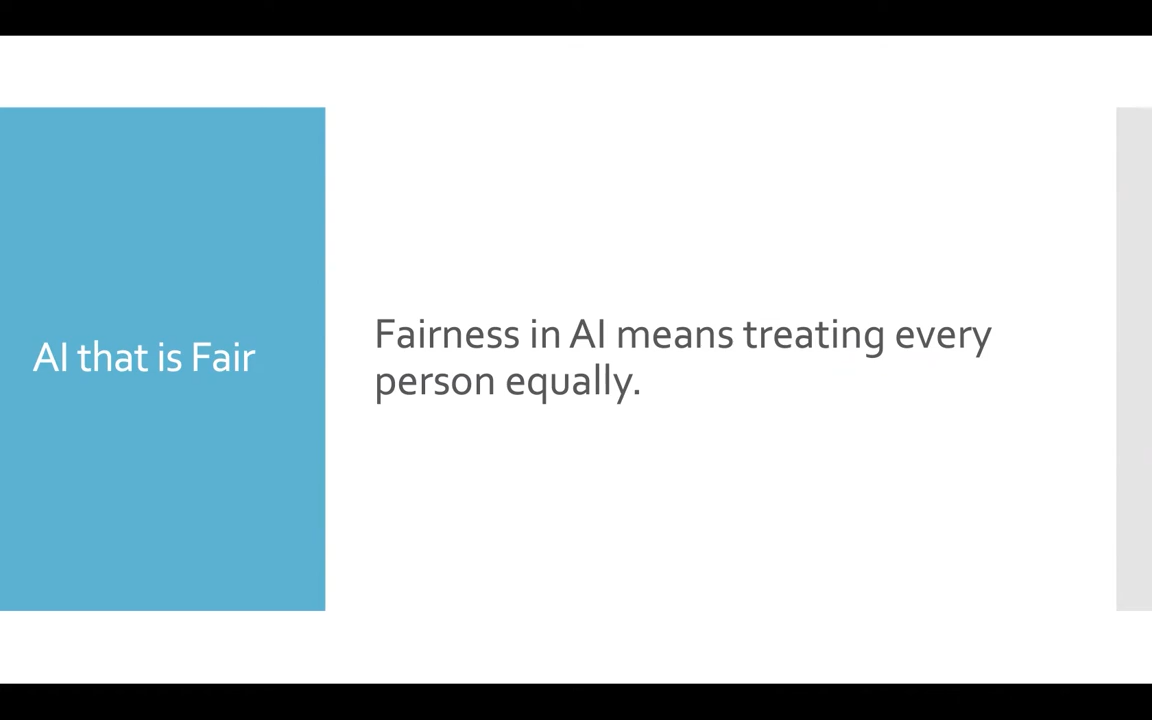 AI that is Fair
Fairness in AI means treating every
person equally.